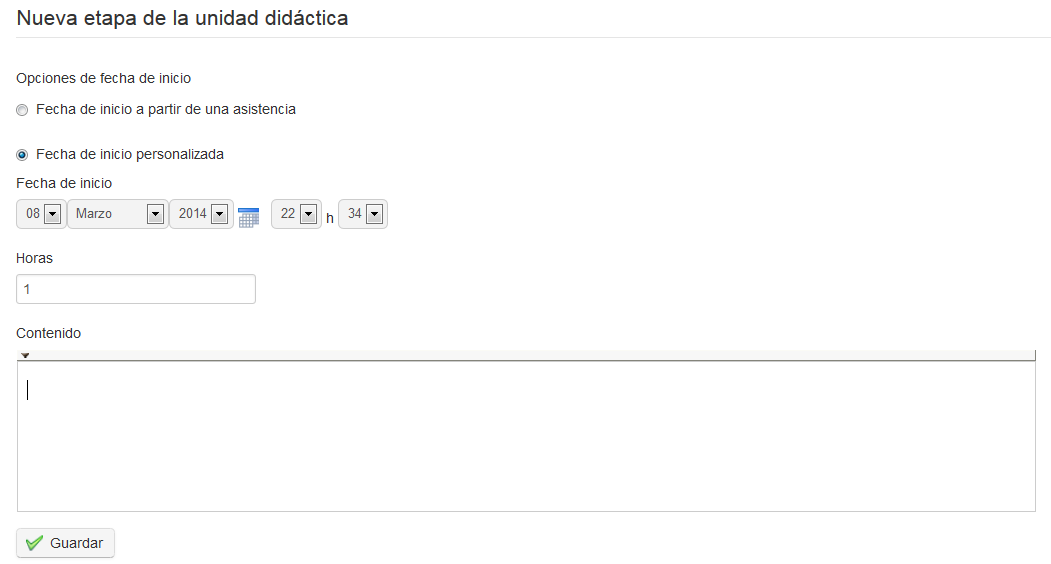 Nueva etapa de la unidad didáctica
Opciones de fecha de inicio
Fecha de inicio a partir de una asistencia
Fecha de inicio personalizada
Fecha de inicio
08 Marzo 2014 22 h 34
Horas
1
Contenido
Guardar